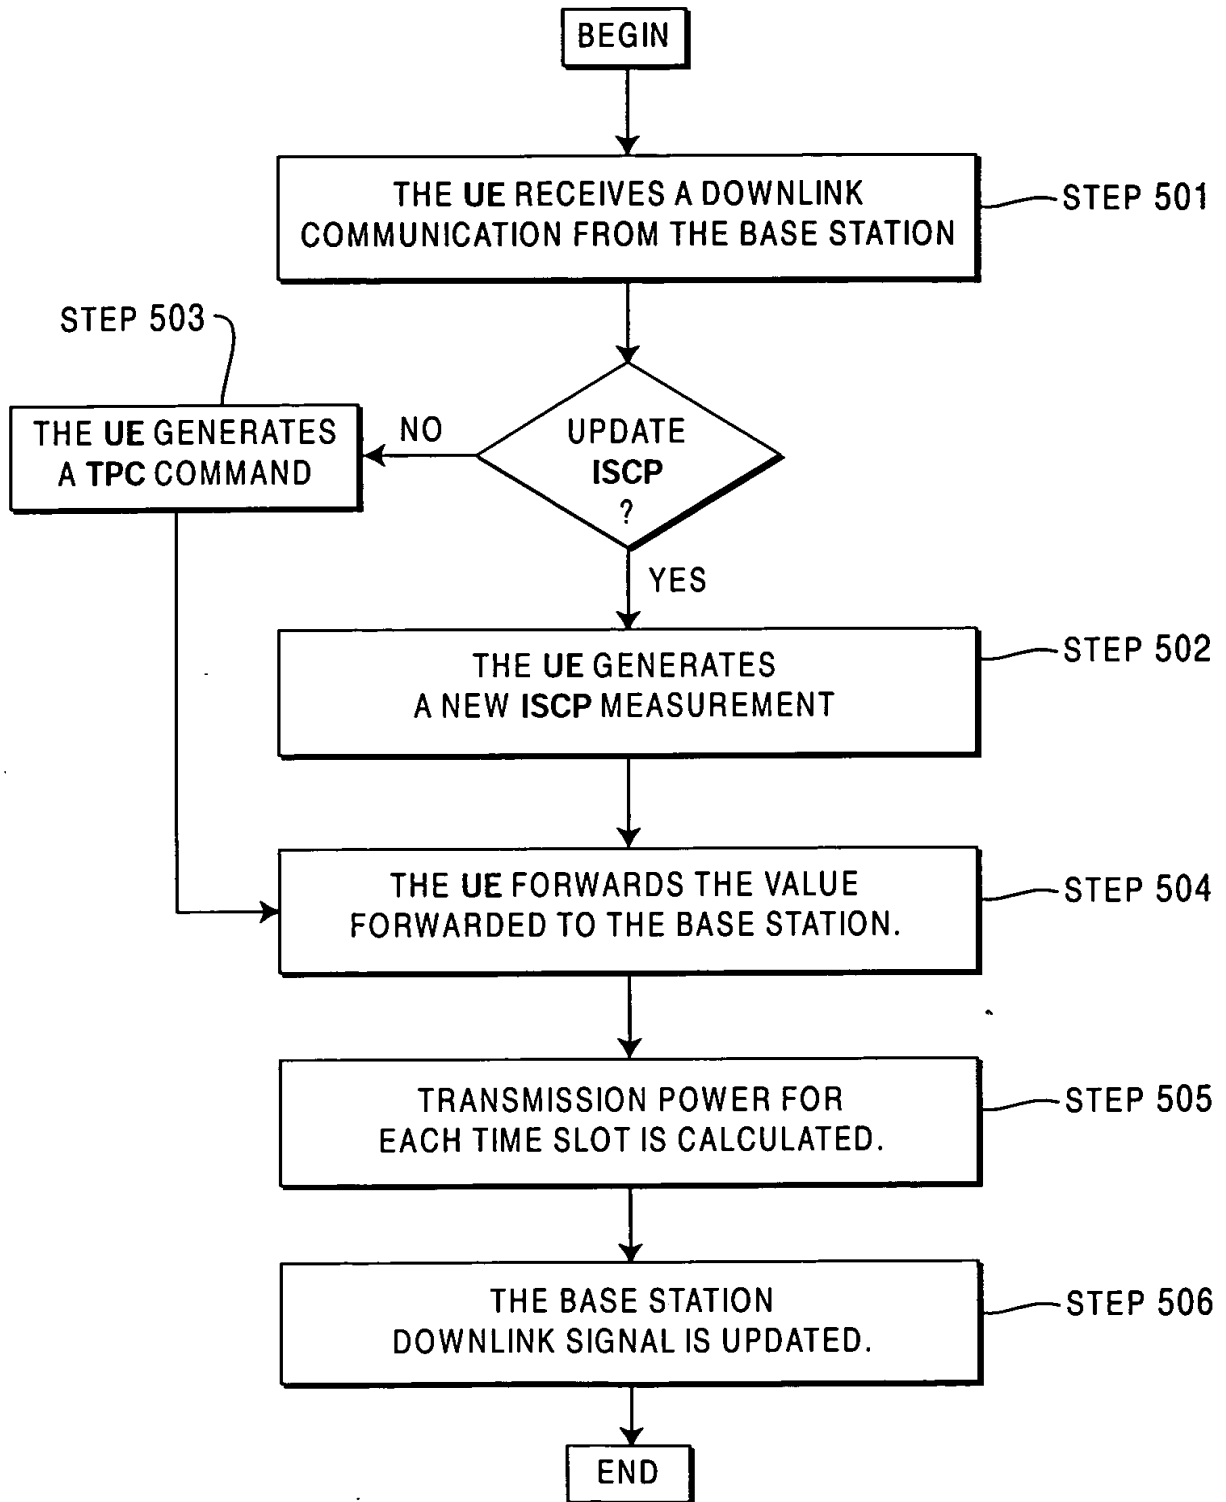 BEGIN
THE UE RECEIVES A DOWNLINK
COMMUNICATION FROM THE BASE STATION
STEP 501
STEP 503
THE UE GENERATES
A TPC COMMAND
NO
UPDATE
ISCP
?
YES
THE UE GENERATES
A NEW ISCP MEASUREMENT
STEP 502
THE UE FORWARDS THE VALUE
FORWARDED TO THE BASE STATION.
STEP 504
TRANSMISSION POWER FOR
EACH TIME SLOT IS CALCULATED.
STEP 505
THE BASE STATION
DOWNLINK SIGNAL IS UPDATED.
STEP 506
END